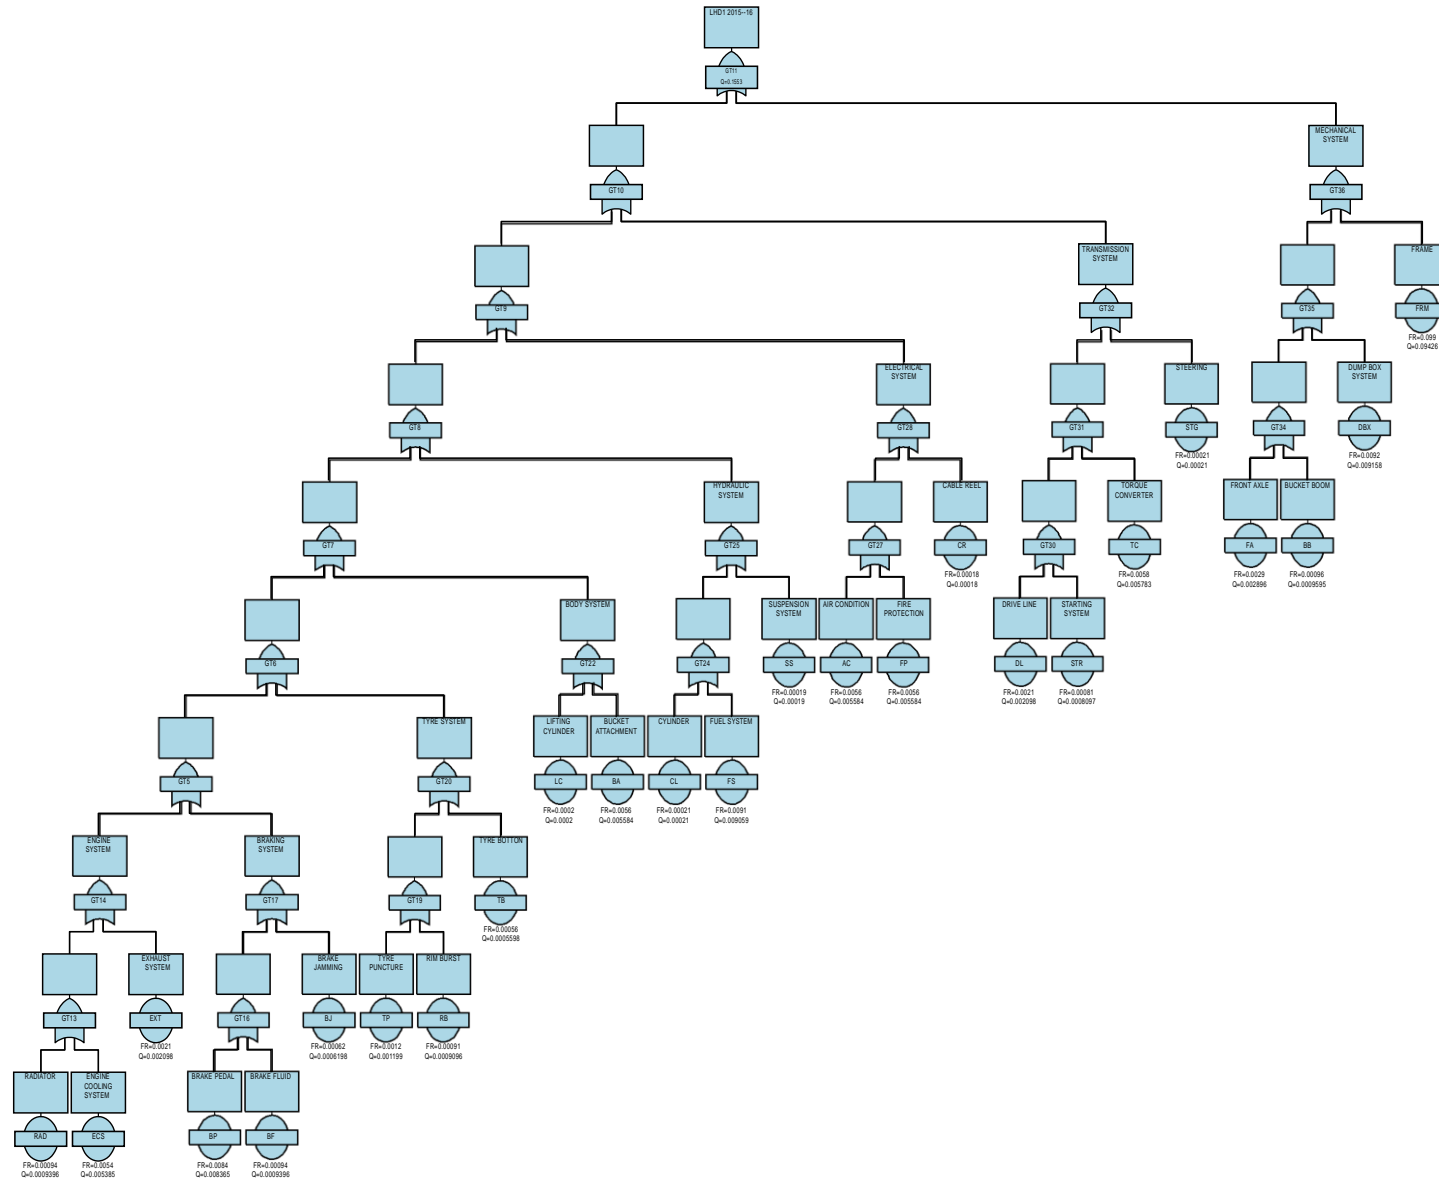 LHD1 2015--16
GT11
Q=0.1553
MECHANICAL
SYSTEM
GT10
GT36
TRANSMISSION
SYSTEM
FRAME
GT9
GT32
GT35
FRM
FR=0.099
Q=0.09426
ELECTRICAL
SYSTEM
STEERING
DUMP BOX
SYSTEM
GT8
GT28
GT31
STG
GT34
DBX
FR=0.00021
Q=0.00021
FR=0.0092
Q=0.009158
HYDRAULIC
SYSTEM
CABLE REEL
TORQUE
CONVERTER
FRONT AXLE
BUCKET BOOM
GT7
GT25
GT27
CR
GT30
TC
FA
BB
FR=0.00018
Q=0.00018
FR=0.0058
Q=0.005783
FR=0.0029
Q=0.002896
FR=0.00096
Q=0.0009595
BODY SYSTEM
SUSPENSION
SYSTEM
AIR CONDITION
FIRE
PROTECTION
DRIVE LINE
STARTING
SYSTEM
GT6
GT22
GT24
SS
AC
FP
DL
STR
FR=0.00019
Q=0.00019
FR=0.0056
Q=0.005584
FR=0.0056
Q=0.005584
FR=0.0021
Q=0.002098
FR=0.00081
Q=0.0008097
TYRE SYSTEM
LIFTING
CYLINDER
BUCKET
ATTACHMENT
CYLINDER
FUEL SYSTEM
GT5
GT20
LC
BA
CL
FS
FR=0.0002
Q=0.0002
FR=0.0056
Q=0.005584
FR=0.00021
Q=0.00021
FR=0.0091
Q=0.009059
ENGINE
SYSTEM
BRAKING
SYSTEM
TYRE BOTTON
GT14
GT17
GT19
TB
FR=0.00056
Q=0.0005598
EXHAUST
SYSTEM
BRAKE
JAMMING
TYRE
PUNCTURE
RIM BURST
GT13
EXT
GT16
BJ
TP
RB
FR=0.0021
Q=0.002098
FR=0.00062
Q=0.0006198
FR=0.0012
Q=0.001199
FR=0.00091
Q=0.0009096
RADIATOR
ENGINE
COOLING
SYSTEM
BRAKE PEDAL
BRAKE FLUID
RAD
ECS
BP
BF
FR=0.00094
Q=0.0009396
FR=0.0054
Q=0.005385
FR=0.0084
Q=0.008365
FR=0.00094
Q=0.0009396